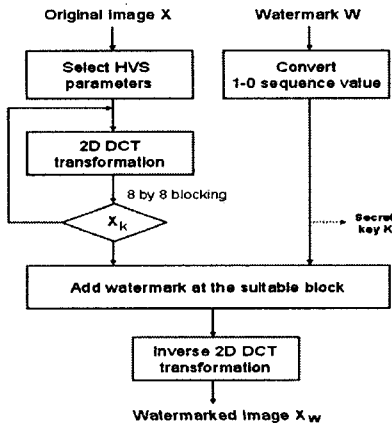 Original image X
Watermark W
Select HVS
parameters
Convert
1-0 sequence value
2D DCT
transformation
8 by 8 blocking
Xk
Secret
key K
Add watermark at the suitable block
Inverse 2D DCT
transformation
Watermarked image Xw